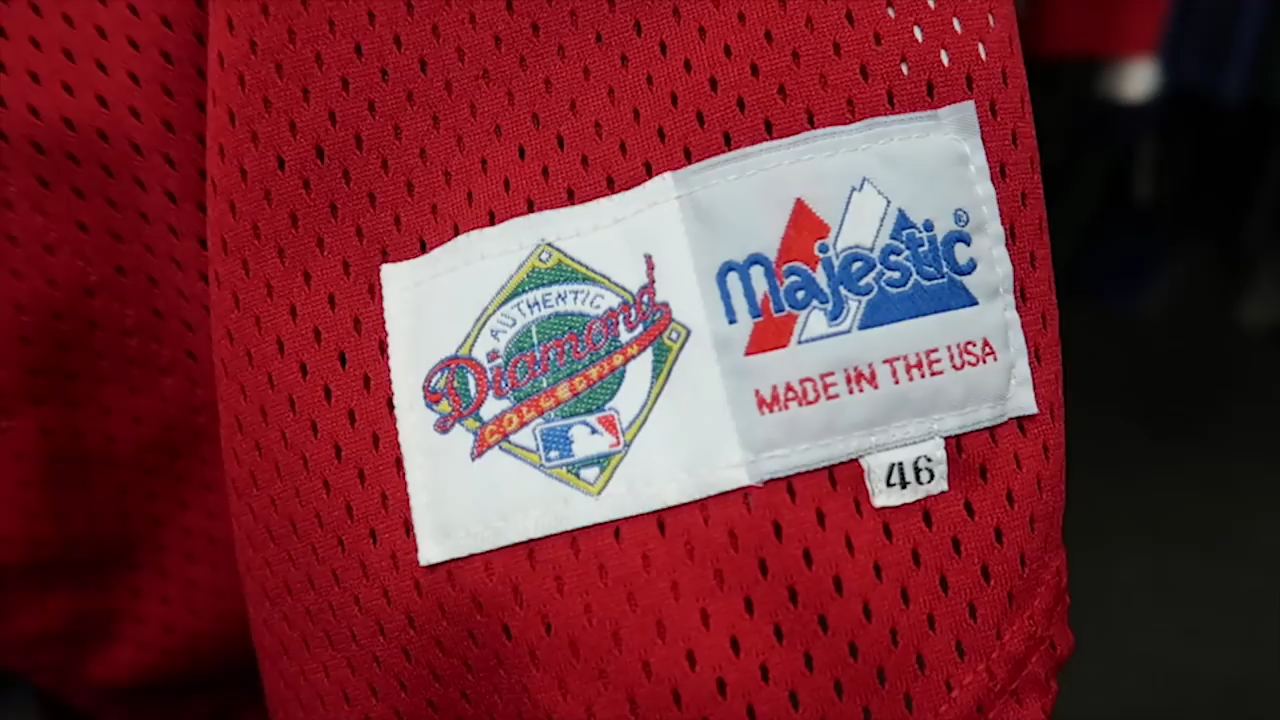 AUTHENTIC
Diamond
COLLECTION
Majestic®
MADE IN THE USA
46